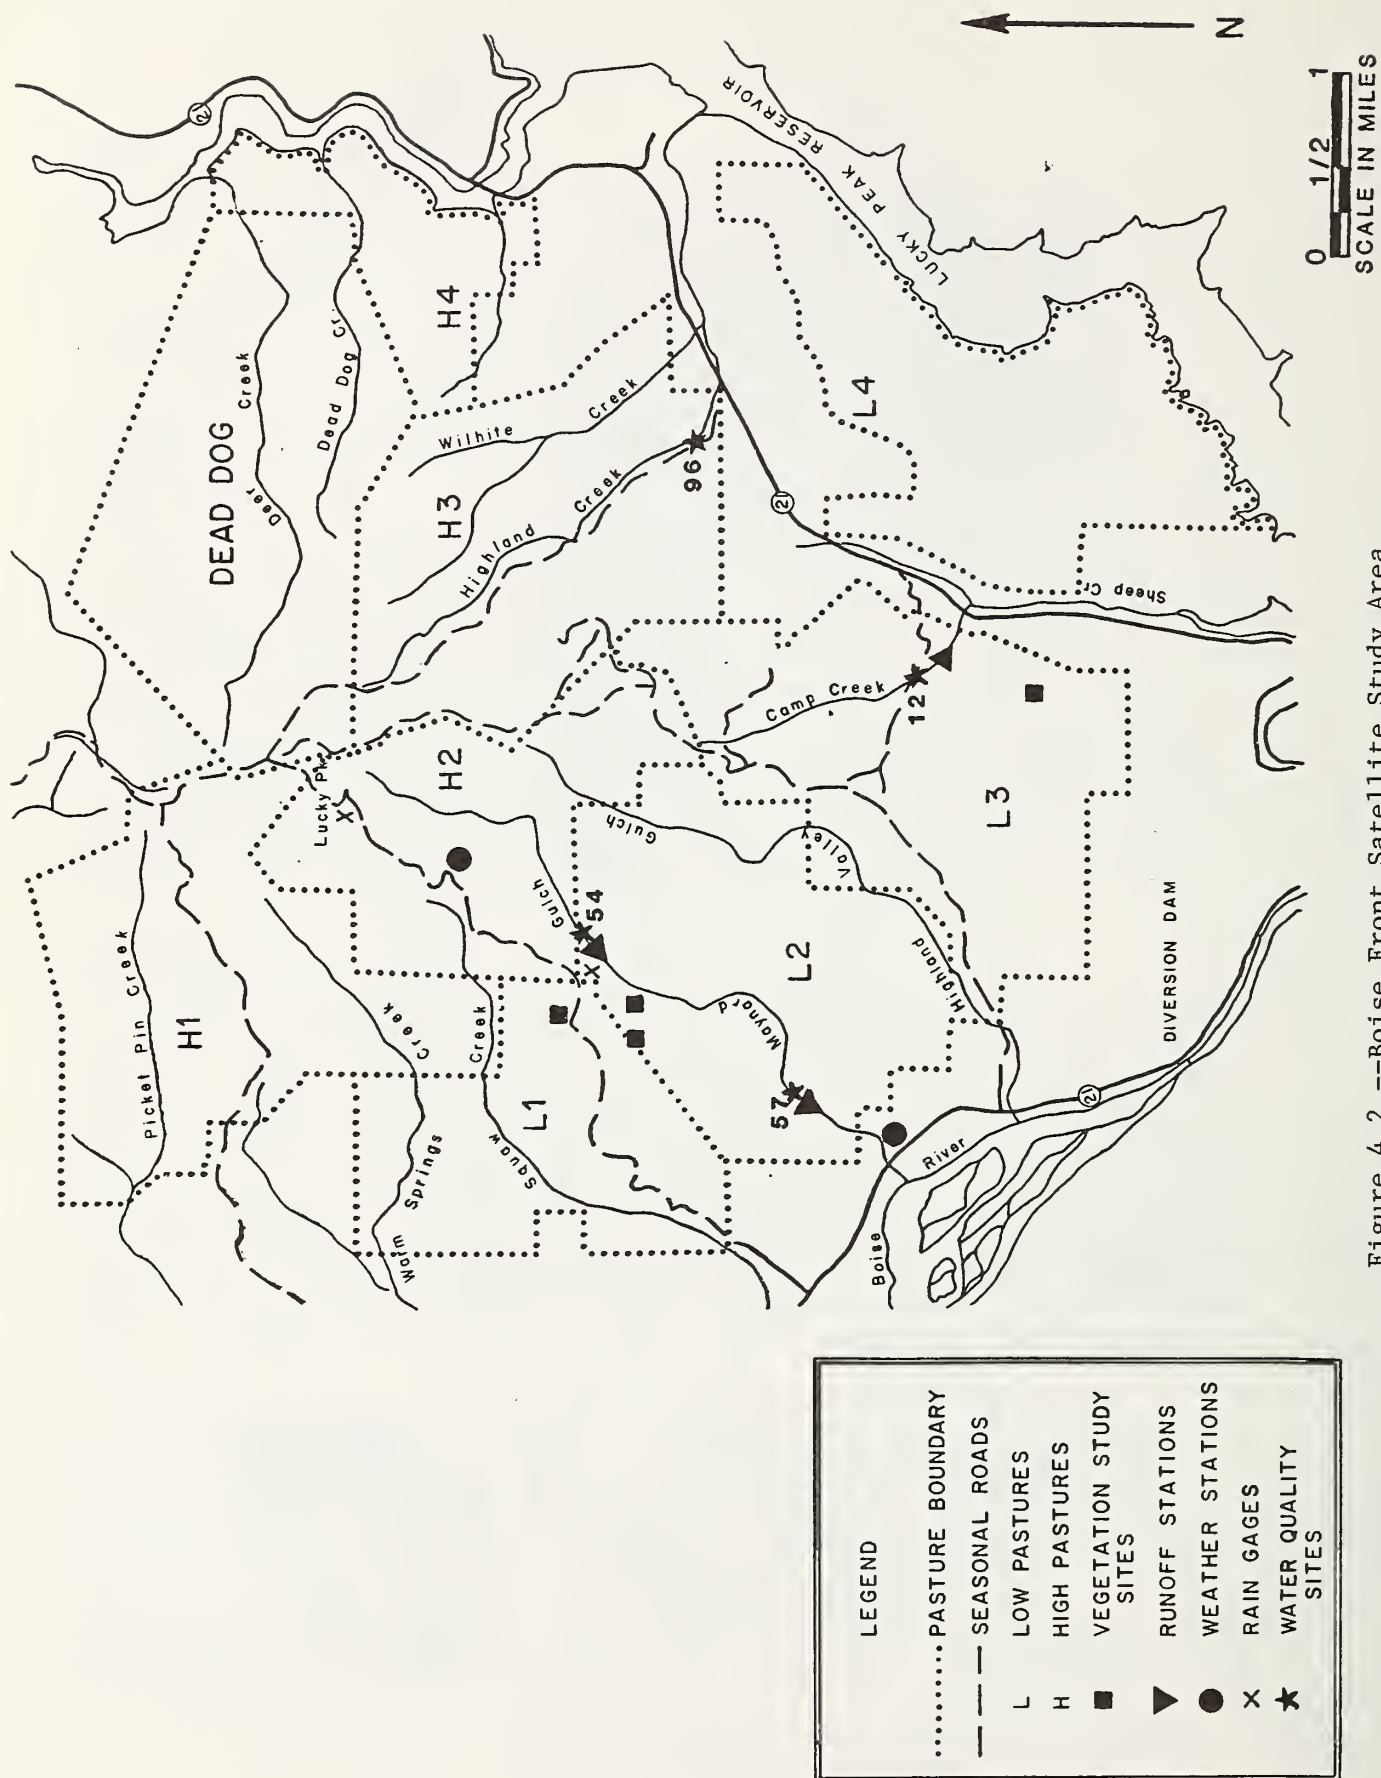 LEGEND
PASTURE BOUNDARY
SEASONAL ROADS
L LOW PASTURES
H HIGH PASTURES
VEGETATION STUDY
SITES
RUNOFF STATIONS
WEATHER STATIONS
X RAIN GAGES
WATER QUALITY
SITES
21
DEAD DOG
Deer Creek
Dead Dog Cr.
H4
LUCKY PEAK RESERVOIR
Wilhite Creek
H3
Highland Creek
96
L4
21
Sheep Cr.
Lucky Pk.
X
H2
Camp Creek
12
L3
Picket Pin Creek
H1
Warm Springs Creek
Squaw Creek
L1
Maynard Gulch
54
X
L2
57
Highland Valley Gulch
Boise River
21
DIVERSION DAM
N
0 1/2 1
SCALE IN MILES
Figure 4.2 --Boise Front Satellite Study Area